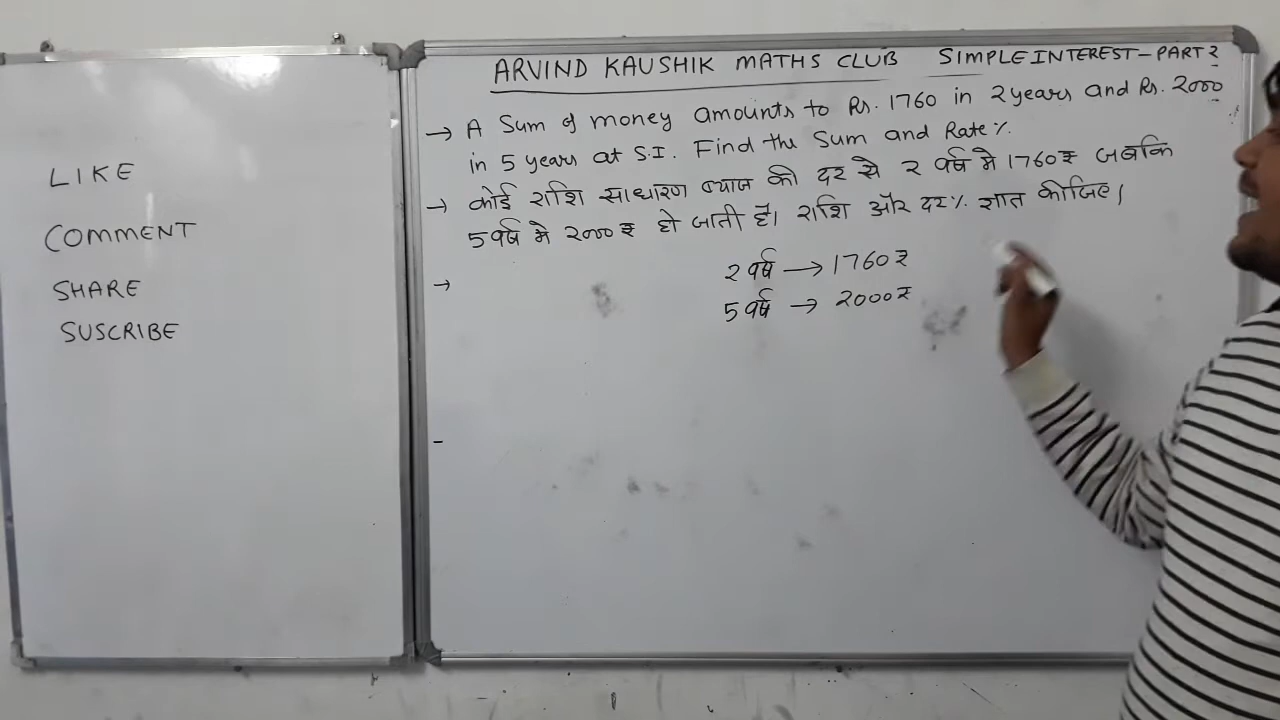 LIKE
COMMENT
SHARE
SUSCRIBE
ARVIND KAUSHIK MATHS CLUB SIMPLE INTEREST - PART 2
→ A Sum of money amounts to Rs. 1760 in 2 years and Rs. 2000
in 5 years at S.I. Find the Sum and Rate %.
→ कोई राशि साधारण ब्याज की दर से 2 वर्ष मे 1760₹ जबकि
5 वर्ष मे 2000₹ हो जाती है। राशि और दर% ज्ञात कीजिए।
→ 2 वर्ष → 1760₹
5 वर्ष → 2000₹
-